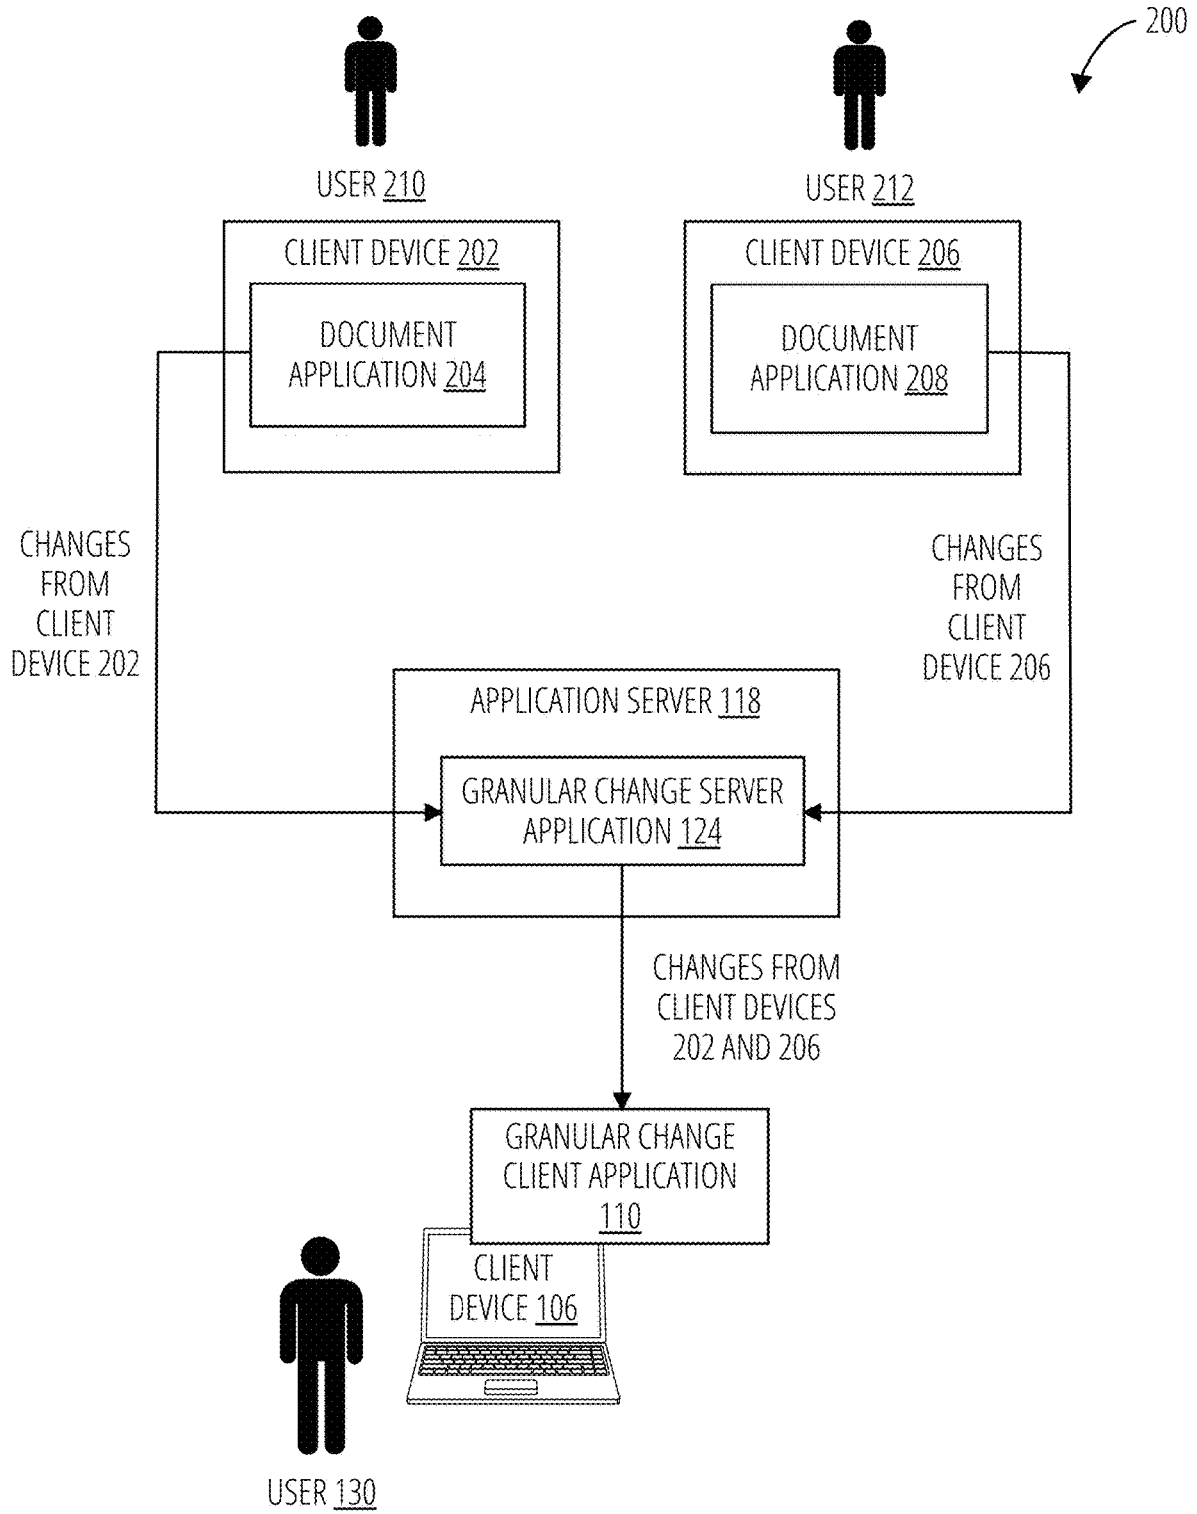 200
USER 210
USER 212
CLIENT DEVICE 202
DOCUMENT
APPLICATION 204
CLIENT DEVICE 206
DOCUMENT
APPLICATION 208
CHANGES
FROM
CLIENT
DEVICE 202
CHANGES
FROM
CLIENT
DEVICE 206
APPLICATION SERVER 118
GRANULAR CHANGE SERVER
APPLICATION 124
CHANGES FROM
CLIENT DEVICES
202 AND 206
GRANULAR CHANGE
CLIENT APPLICATION
110
CLIENT
DEVICE 106
USER 130